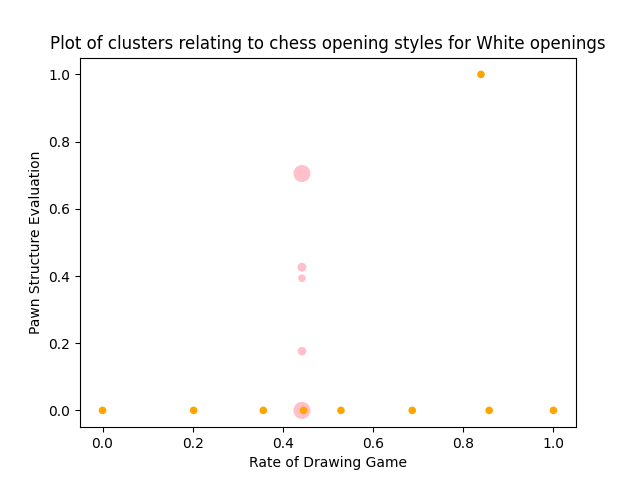 Plot of clusters relating to chess opening styles for White openings
1.0
0.8
0.6
0.4
0.2
0.0
Pawn Structure Evaluation
0.0 0.2 0.4 0.6 0.8 1.0
Rate of Drawing Game